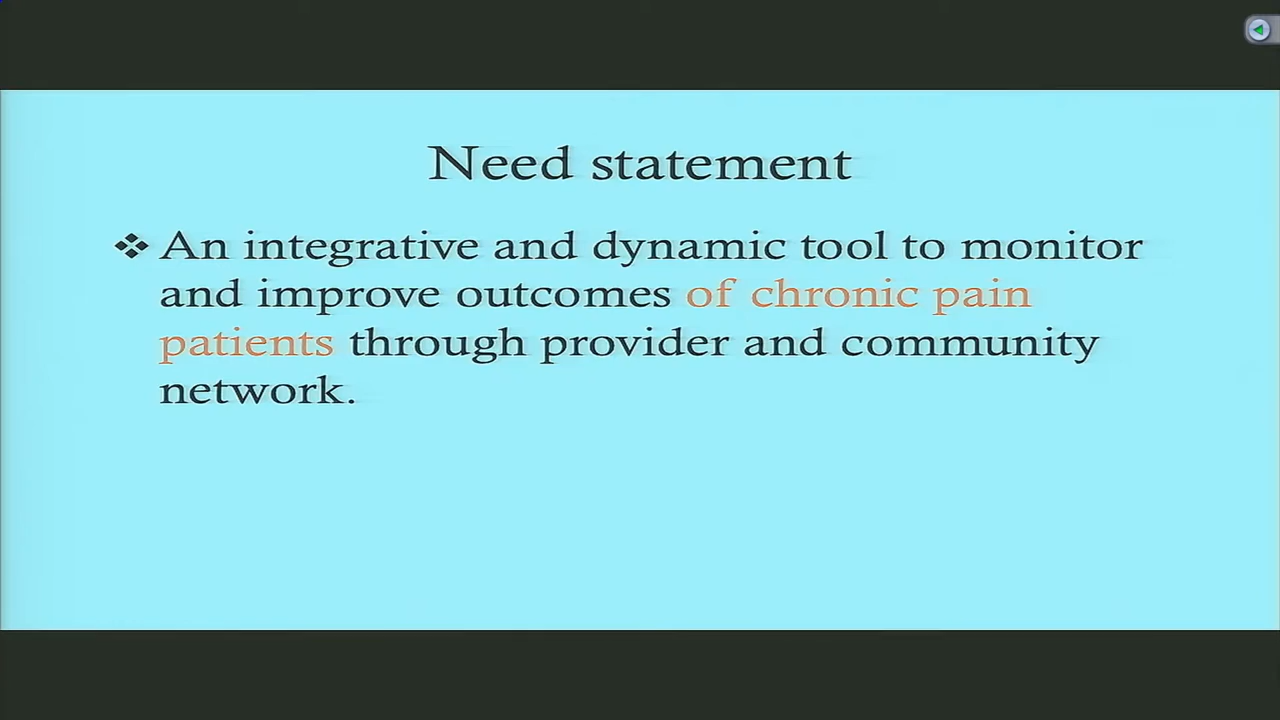 Need statement
❖ An integrative and dynamic tool to monitor
and improve outcomes of chronic pain
patients through provider and community
network.